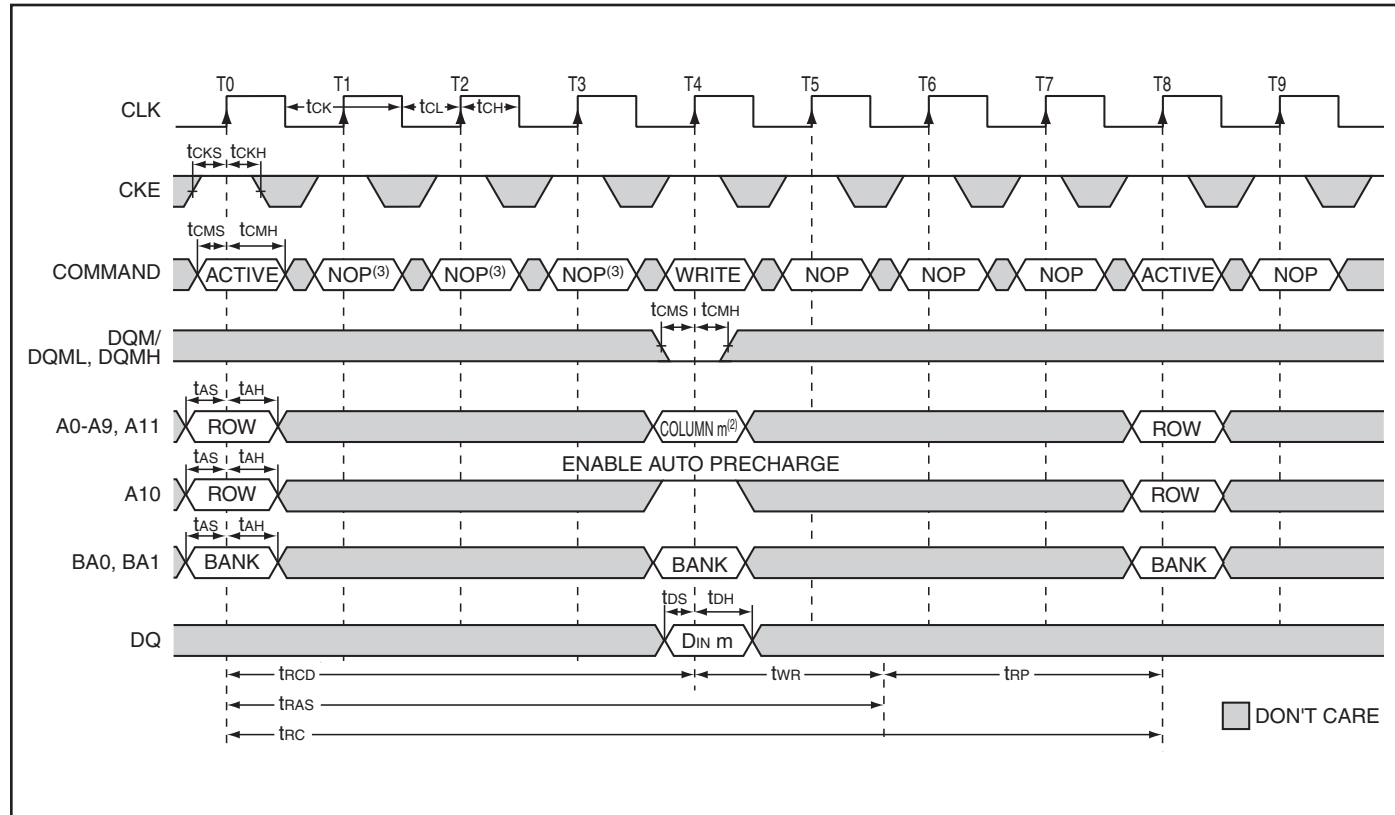 T0 T1 T2 T3 T4 T5 T6 T7 T8 T9
CLK tCK tCL tCH
tCKS tCKH
CKE
tCMS tCMH
COMMAND ACTIVE NOP(3) NOP(3) NOP(3) WRITE NOP NOP NOP ACTIVE NOP
tCMS tCMH
DQM/
DQML, DQMH
tAS tAH
A0-A9, A11 ROW COLUMN m(2) ROW
tAS tAH ENABLE AUTO PRECHARGE
A10 ROW ROW
tAS tAH
BA0, BA1 BANK BANK BANK
tDS tDH
DQ DIN m
tRCD tWR tRP
tRAS
tRC
DON'T CARE